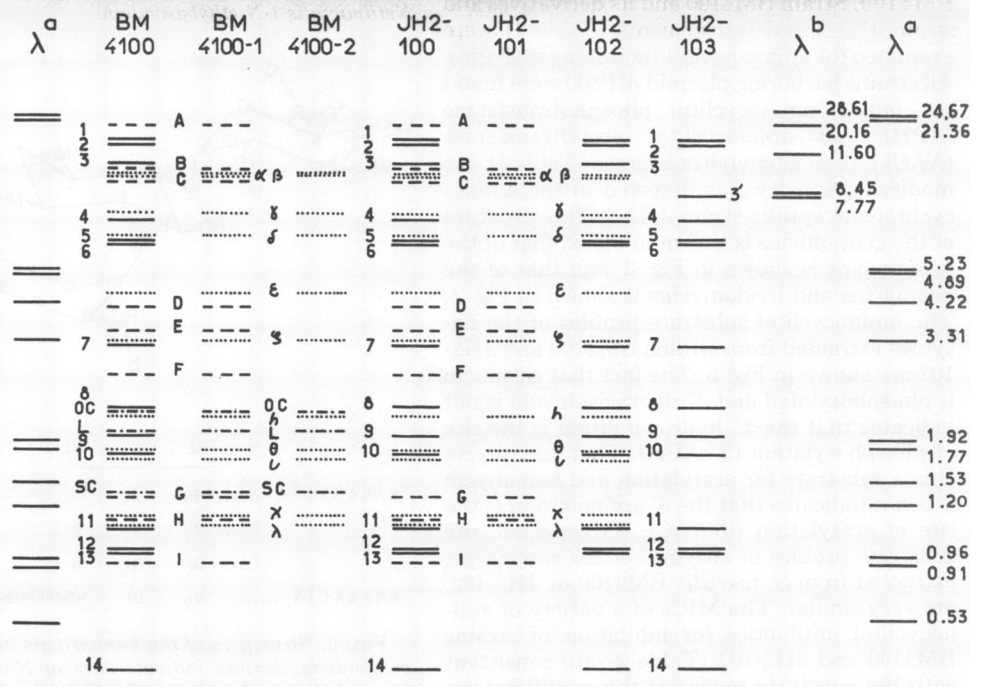 a BM BM BM JH2- JH2- JH2- JH2- b a
λ 4100 4100-1 4100-2 100 101 102 103 λ λ
28.61 24.67
A A
1 1 1 20.16 21.36
2 2 2 11.60
3 B 3 B 3
C α β C α β
3' 8.45
7.77
4 γ 4 γ 4
5 δ 5 δ 5
6 6 6
5.23
ε ε 4.69
D D 4.22
E E
7 ζ 7 ζ 7 3.31
F F
8 8 8
OC OC
h h
L L
9 9 9 1.92
10 θ 10 θ 10 1.77
ι ι
SC G SC G 1.53
1.20
11 H ϰ 11 H ϰ 11
λ λ
12 12 12 0.96
13 I 13 I 13 0.91
0.53
14 14 14